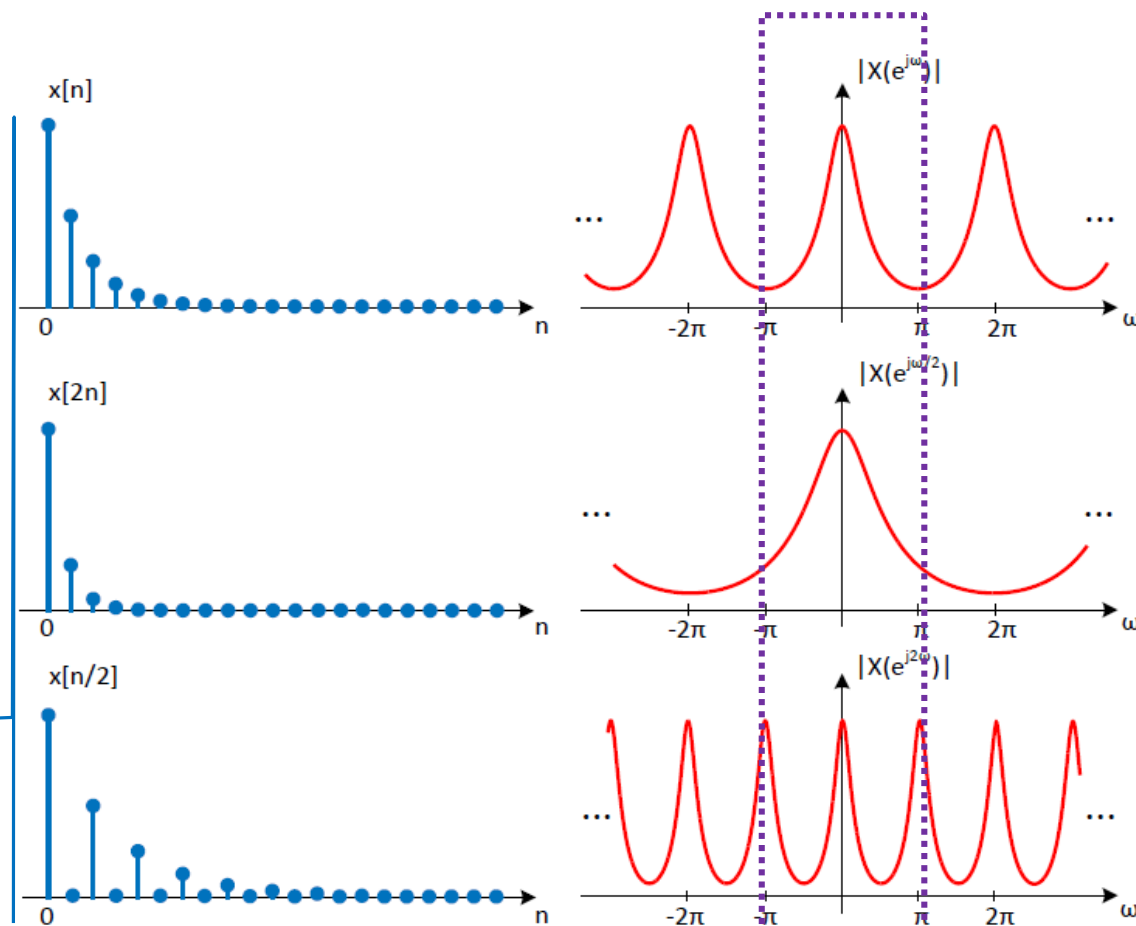 x[n]
0
n
|X(e^{jω})|
...
...
-2π
-π
π
2π
ω
x[2n]
0
n
|X(e^{jω/2})|
...
...
-2π
-π
π
2π
ω
x[n/2]
0
n
|X(e^{j2ω})|
...
...
-2π
-π
π
2π
ω